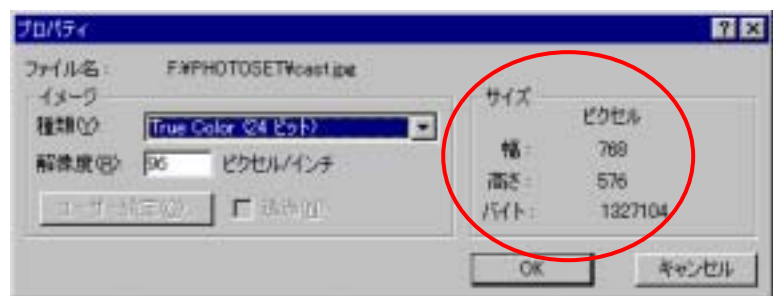 プロパティ
ファイル名: F:¥PHOTOSET¥cast.jpg
イメージ
種類(Y): True Color (24 ビット)
解像度(R): 96 ピクセル/インチ
サイズ
ピクセル
幅: 768
高さ: 576
バイト: 1327104
OK キャンセル